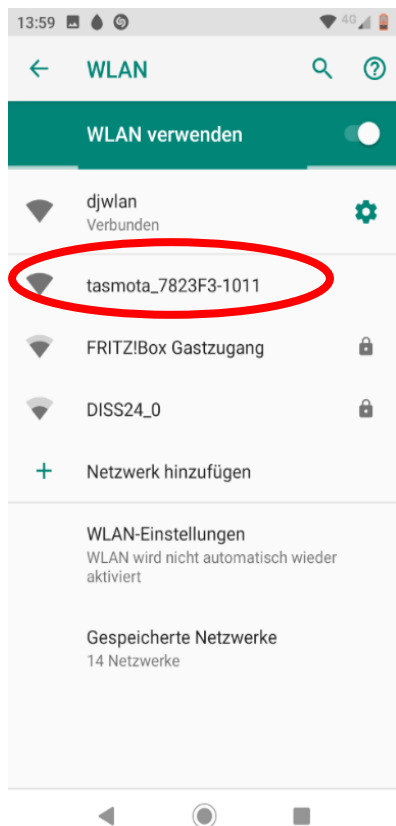 13:59 4G
WLAN
WLAN verwenden
djwlan
Verbunden
tasmota_7823F3-1011
FRITZ!Box Gastzugang
DISS24_0
Netzwerk hinzufügen
WLAN-Einstellungen
WLAN wird nicht automatisch wieder
aktiviert
Gespeicherte Netzwerke
14 Netzwerke